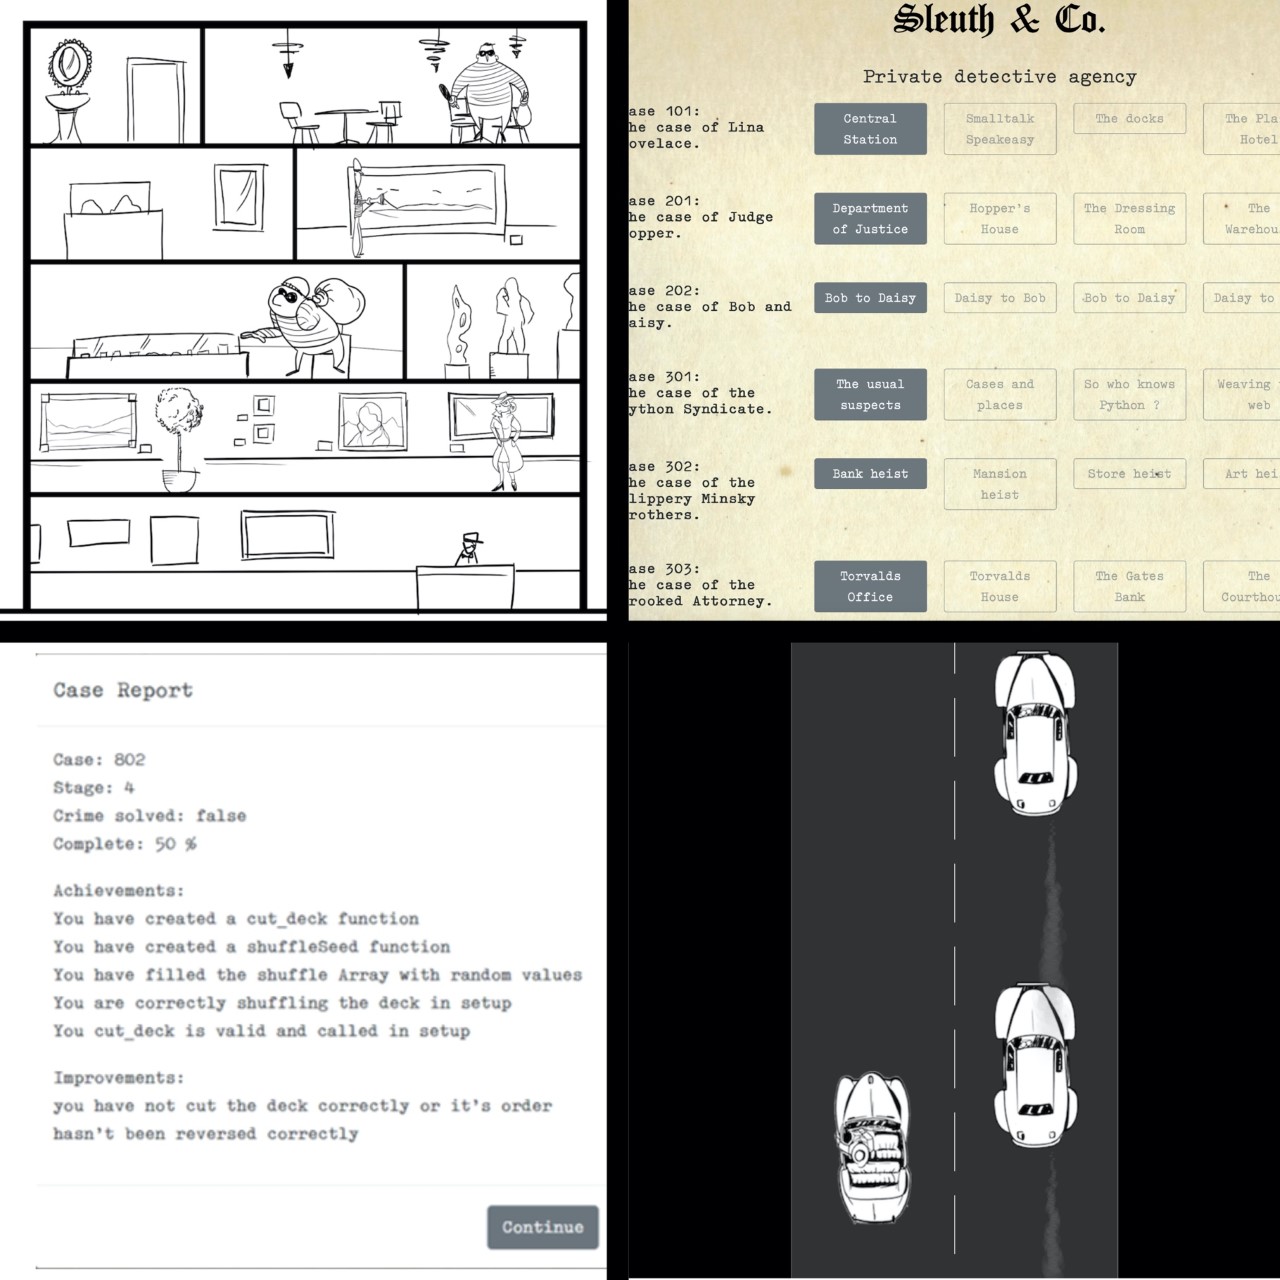 Sleuth & Co.
Private detective agency
ase 101:
he case of Lina
ovelace.
Central
Station
Smalltalk
Speakeasy
The docks
The Pla
Hotel
ase 201:
he case of Judge
opper.
Department
of Justice
Hopper's
House
The Dressing
Room
The
Warehou
ase 202:
he case of Bob and
aisy.
Bob to Daisy
Daisy to Bob
Bob to Daisy
Daisy to
ase 301:
he case of the
ython Syndicate.
The usual
suspects
Cases and
places
So who knows
Python ?
Weaving
web
ase 302:
he case of the
lippery Minsky
rothers.
Bank heist
Mansion
heist
Store heist
Art hei
ase 303:
he case of the
rooked Attorney.
Torvalds
Office
Torvalds
House
The Gates
Bank
The
Courthou
Case Report
Case: 802
Stage: 4
Crime solved: false
Complete: 50 %
Achievements:
You have created a cut_deck function
You have created a shuffleSeed function
You have filled the shuffle Array with random values
You are correctly shuffling the deck in setup
You cut_deck is valid and called in setup
Improvements:
you have not cut the deck correctly or it's order
hasn't been reversed correctly
Continue